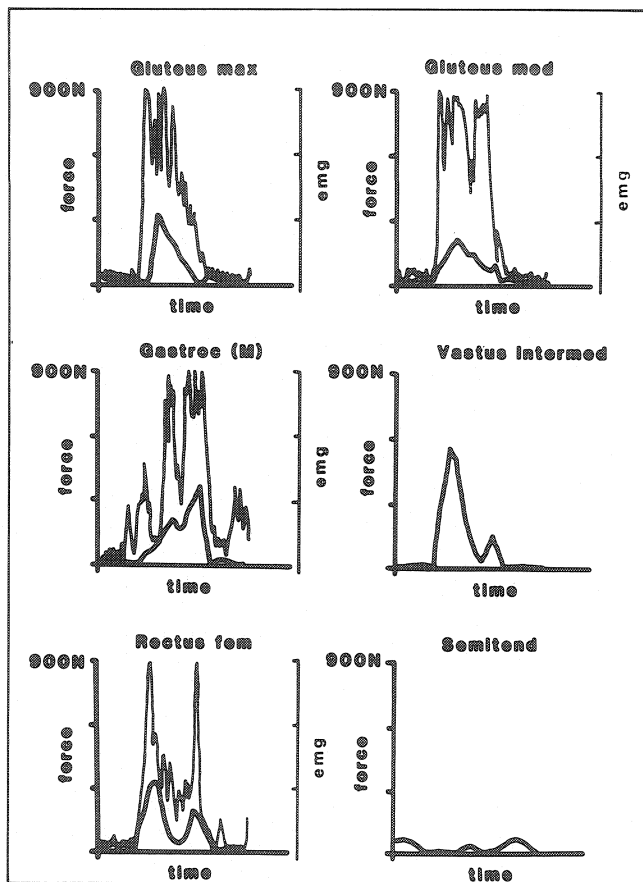 Gluteus max
900N
force
emg
time
Gluteus med
900N
force
emg
time
Gastroc (M)
900N
force
emg
time
Vastus intermed
900N
force
time
Rectus fem
900N
force
emg
time
Semitend
900N
force
time